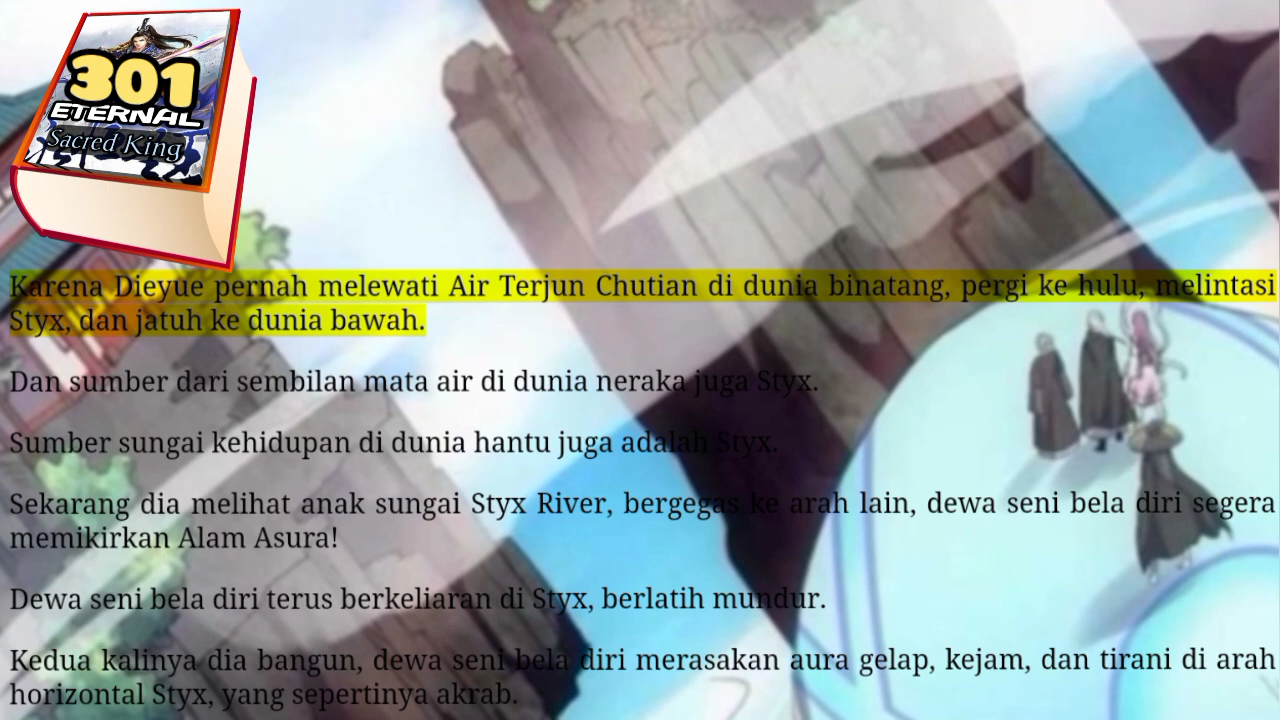 301
ETERNAL
Sacred King
Karena Dieyue pernah melewati Air Terjun Chutian di dunia binatang, pergi ke hulu, melintasi
Styx, dan jatuh ke dunia bawah.
Dan sumber dari sembilan mata air di dunia neraka juga Styx.
Sumber sungai kehidupan di dunia hantu juga adalah Styx.
Sekarang dia melihat anak sungai Styx River, bergegas ke arah lain, dewa seni bela diri segera
memikirkan Alam Asura!
Dewa seni bela diri terus berkeliaran di Styx, berlatih mundur.
Kedua kalinya dia bangun, dewa seni bela diri merasakan aura gelap, kejam, dan tirani di arah
horizontal Styx, yang sepertinya akrab.